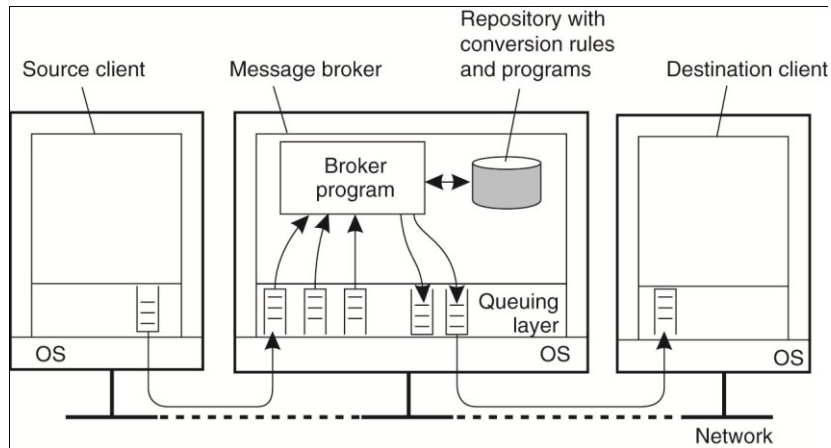 Repository with
conversion rules
and programs
Source client
Message broker
Destination client
Broker
program
Queuing
layer
OS
OS
OS
Network